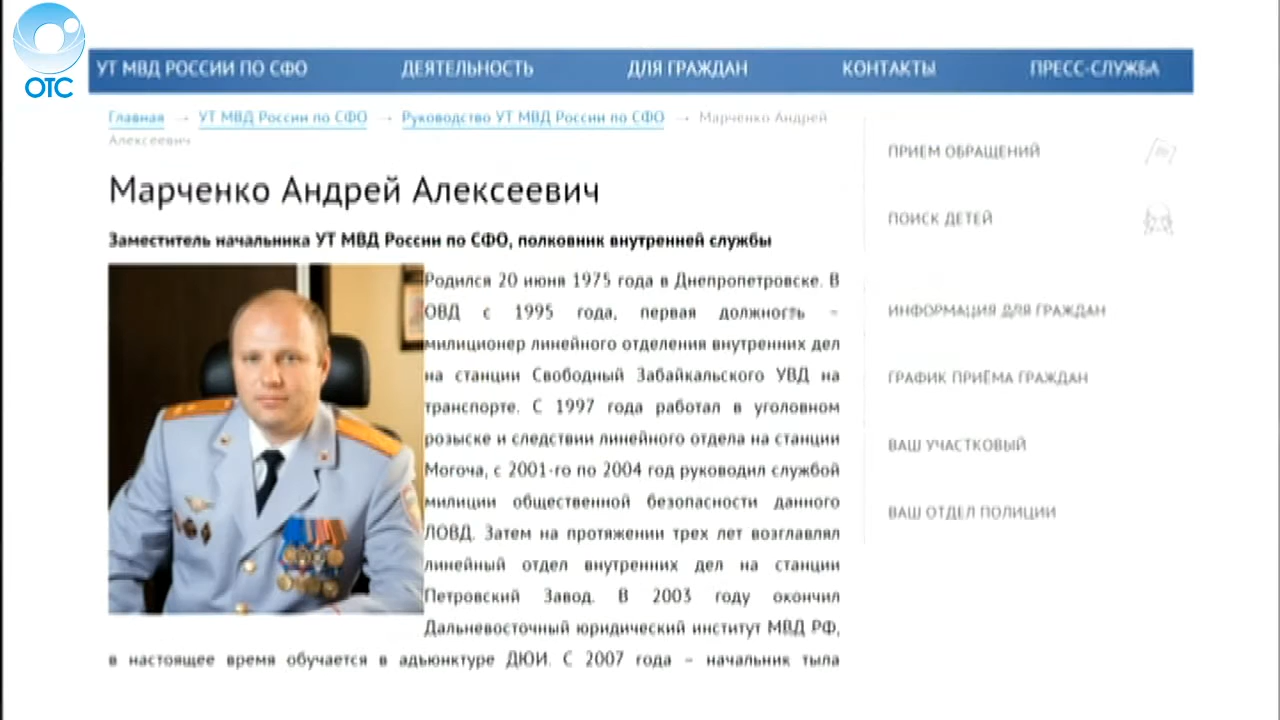 ОТС
УТ МВД РОССИИ ПО СФО
ДЕЯТЕЛЬНОСТЬ
ДЛЯ ГРАЖДАН
КОНТАКТЫ
ПРЕСС-СЛУЖБА
Главная → УТ МВД России по СФО → Руководство УТ МВД России по СФО → Марченко Андрей
Алексеевич
Марченко Андрей Алексеевич
Заместитель начальника УТ МВД России по СФО, полковник внутренней службы
Родился 20 июня 1975 года в Днепропетровске. В
ОВД с 1995 года, первая должность –
милиционер линейного отделения внутренних дел
на станции Свободный Забайкальского УВД на
транспорте. С 1997 года работал в уголовном
розыске и следствии линейного отдела на станции
Могоча, с 2001-го по 2004 год руководил службой
милиции общественной безопасности данного
ЛОВД. Затем на протяжении трех лет возглавлял
линейный отдел внутренних дел на станции
Петровский Завод. В 2003 году окончил
Дальневосточный юридический институт МВД РФ,
в настоящее время обучается в адъюнктуре ДЮИ. С 2007 года – начальник тыла
ПРИЕМ ОБРАЩЕНИЙ
ПОИСК ДЕТЕЙ
ИНФОРМАЦИЯ ДЛЯ ГРАЖДАН
ГРАФИК ПРИЁМА ГРАЖДАН
ВАШ УЧАСТКОВЫЙ
ВАШ ОТДЕЛ ПОЛИЦИИ